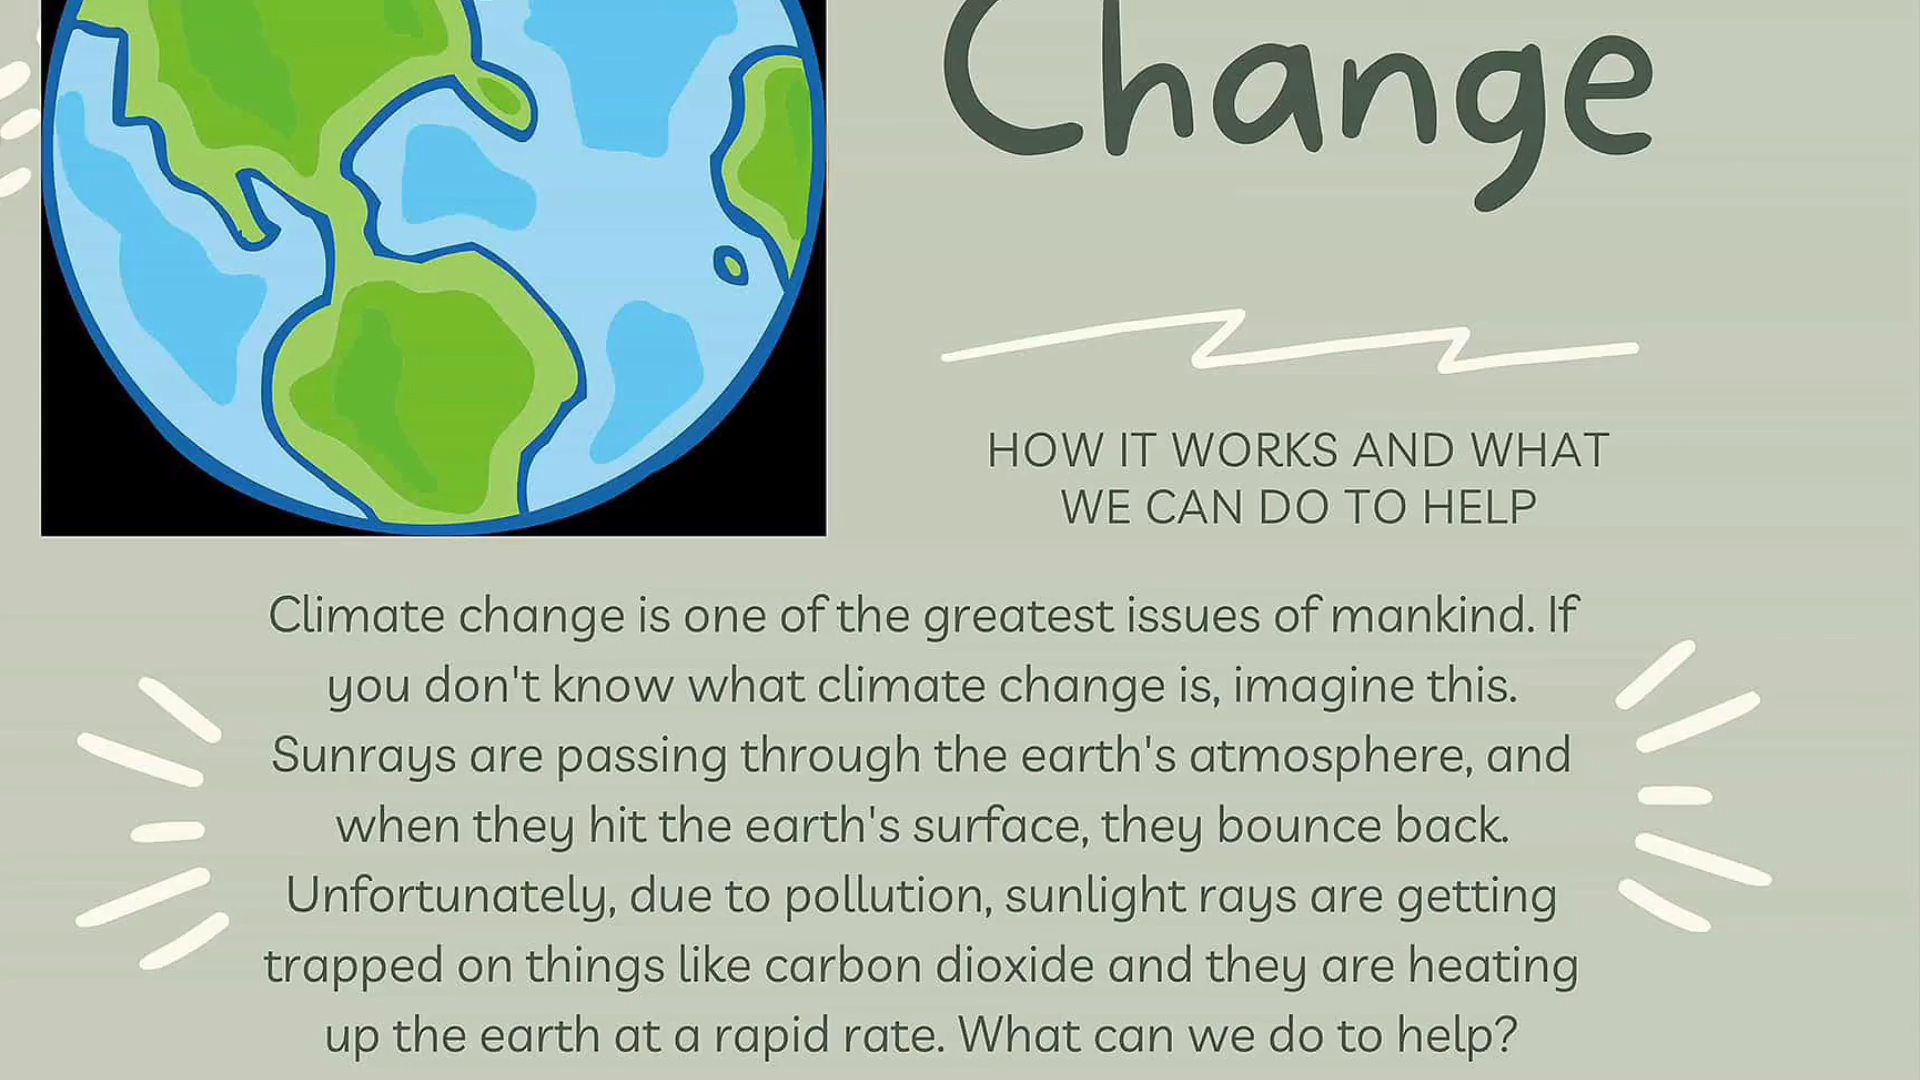 Change
HOW IT WORKS AND WHAT
WE CAN DO TO HELP
Climate change is one of the greatest issues of mankind. If
you don't know what climate change is, imagine this.
Sunrays are passing through the earth's atmosphere, and
when they hit the earth's surface, they bounce back.
Unfortunately, due to pollution, sunlight rays are getting
trapped on things like carbon dioxide and they are heating
up the earth at a rapid rate. What can we do to help?